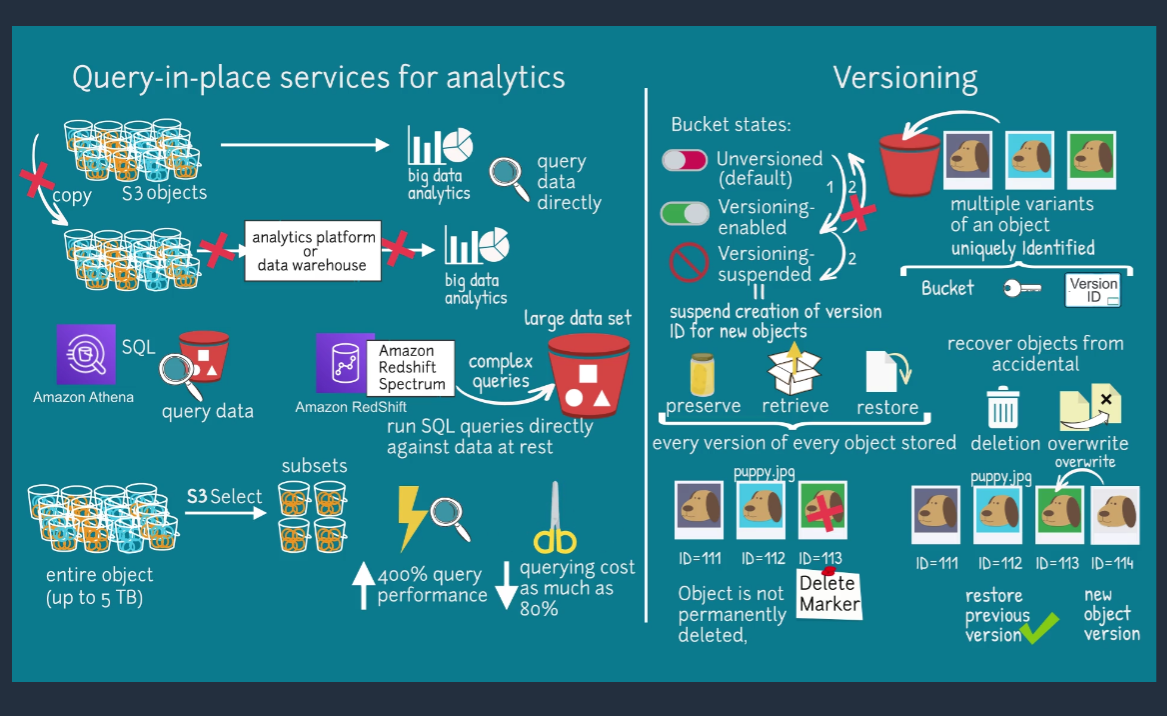 Query-in-place services for analytics
copy
S3 objects
big data
analytics
query
data
directly
analytics platform
or
data warehouse
big data
analytics
SQL
Amazon Athena
query data
Amazon
Redshift
Spectrum
Amazon RedShift
complex
queries
large data set
run SQL queries directly
against data at rest
entire object
(up to 5 TB)
S3 Select
subsets
400% query
performance
querying cost
as much as
80%
Versioning
Bucket states:
Unversioned
(default)
Versioning-
enabled
Versioning-
suspended
1
2
2
suspend creation of version
ID for new objects
preserve
retrieve
restore
every version of every object stored
multiple variants
of an object
uniquely Identified
Bucket
Version
ID
recover objects from
accidental
deletion
overwrite
puppy.jpg
ID=111
ID=112
ID=113
Object is not
permanently
deleted,
Delete
Marker
puppy.jpg
overwrite
ID=111
ID=112
ID=113
ID=114
restore
previous
version
new
object
version